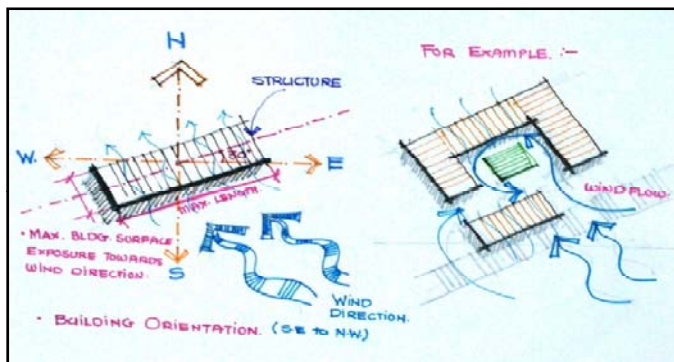 N
STRUCTURE
W.
30°
E
MAX. LENGTH
• MAX. BLDG. SURFACE
EXPOSURE TOWARDS
WIND DIRECTION.
S
WIND
DIRECTION.
• BUILDING ORIENTATION. (SE TO N.W)
FOR EXAMPLE. :-
WIND FLOW.